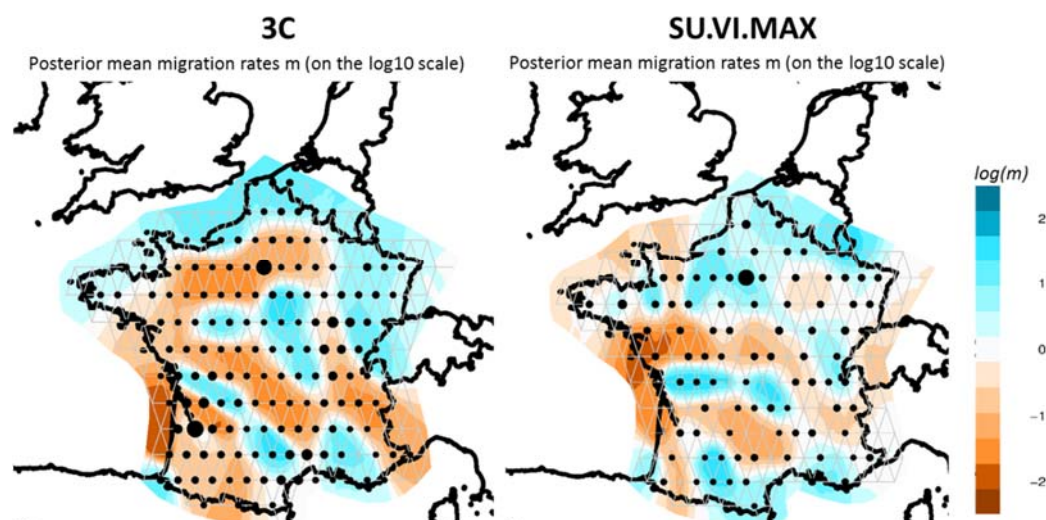 3C
Posterior mean migration rates m (on the log10 scale)
SU.VI.MAX
Posterior mean migration rates m (on the log10 scale)
log(m)
2
1
0
−1
−2